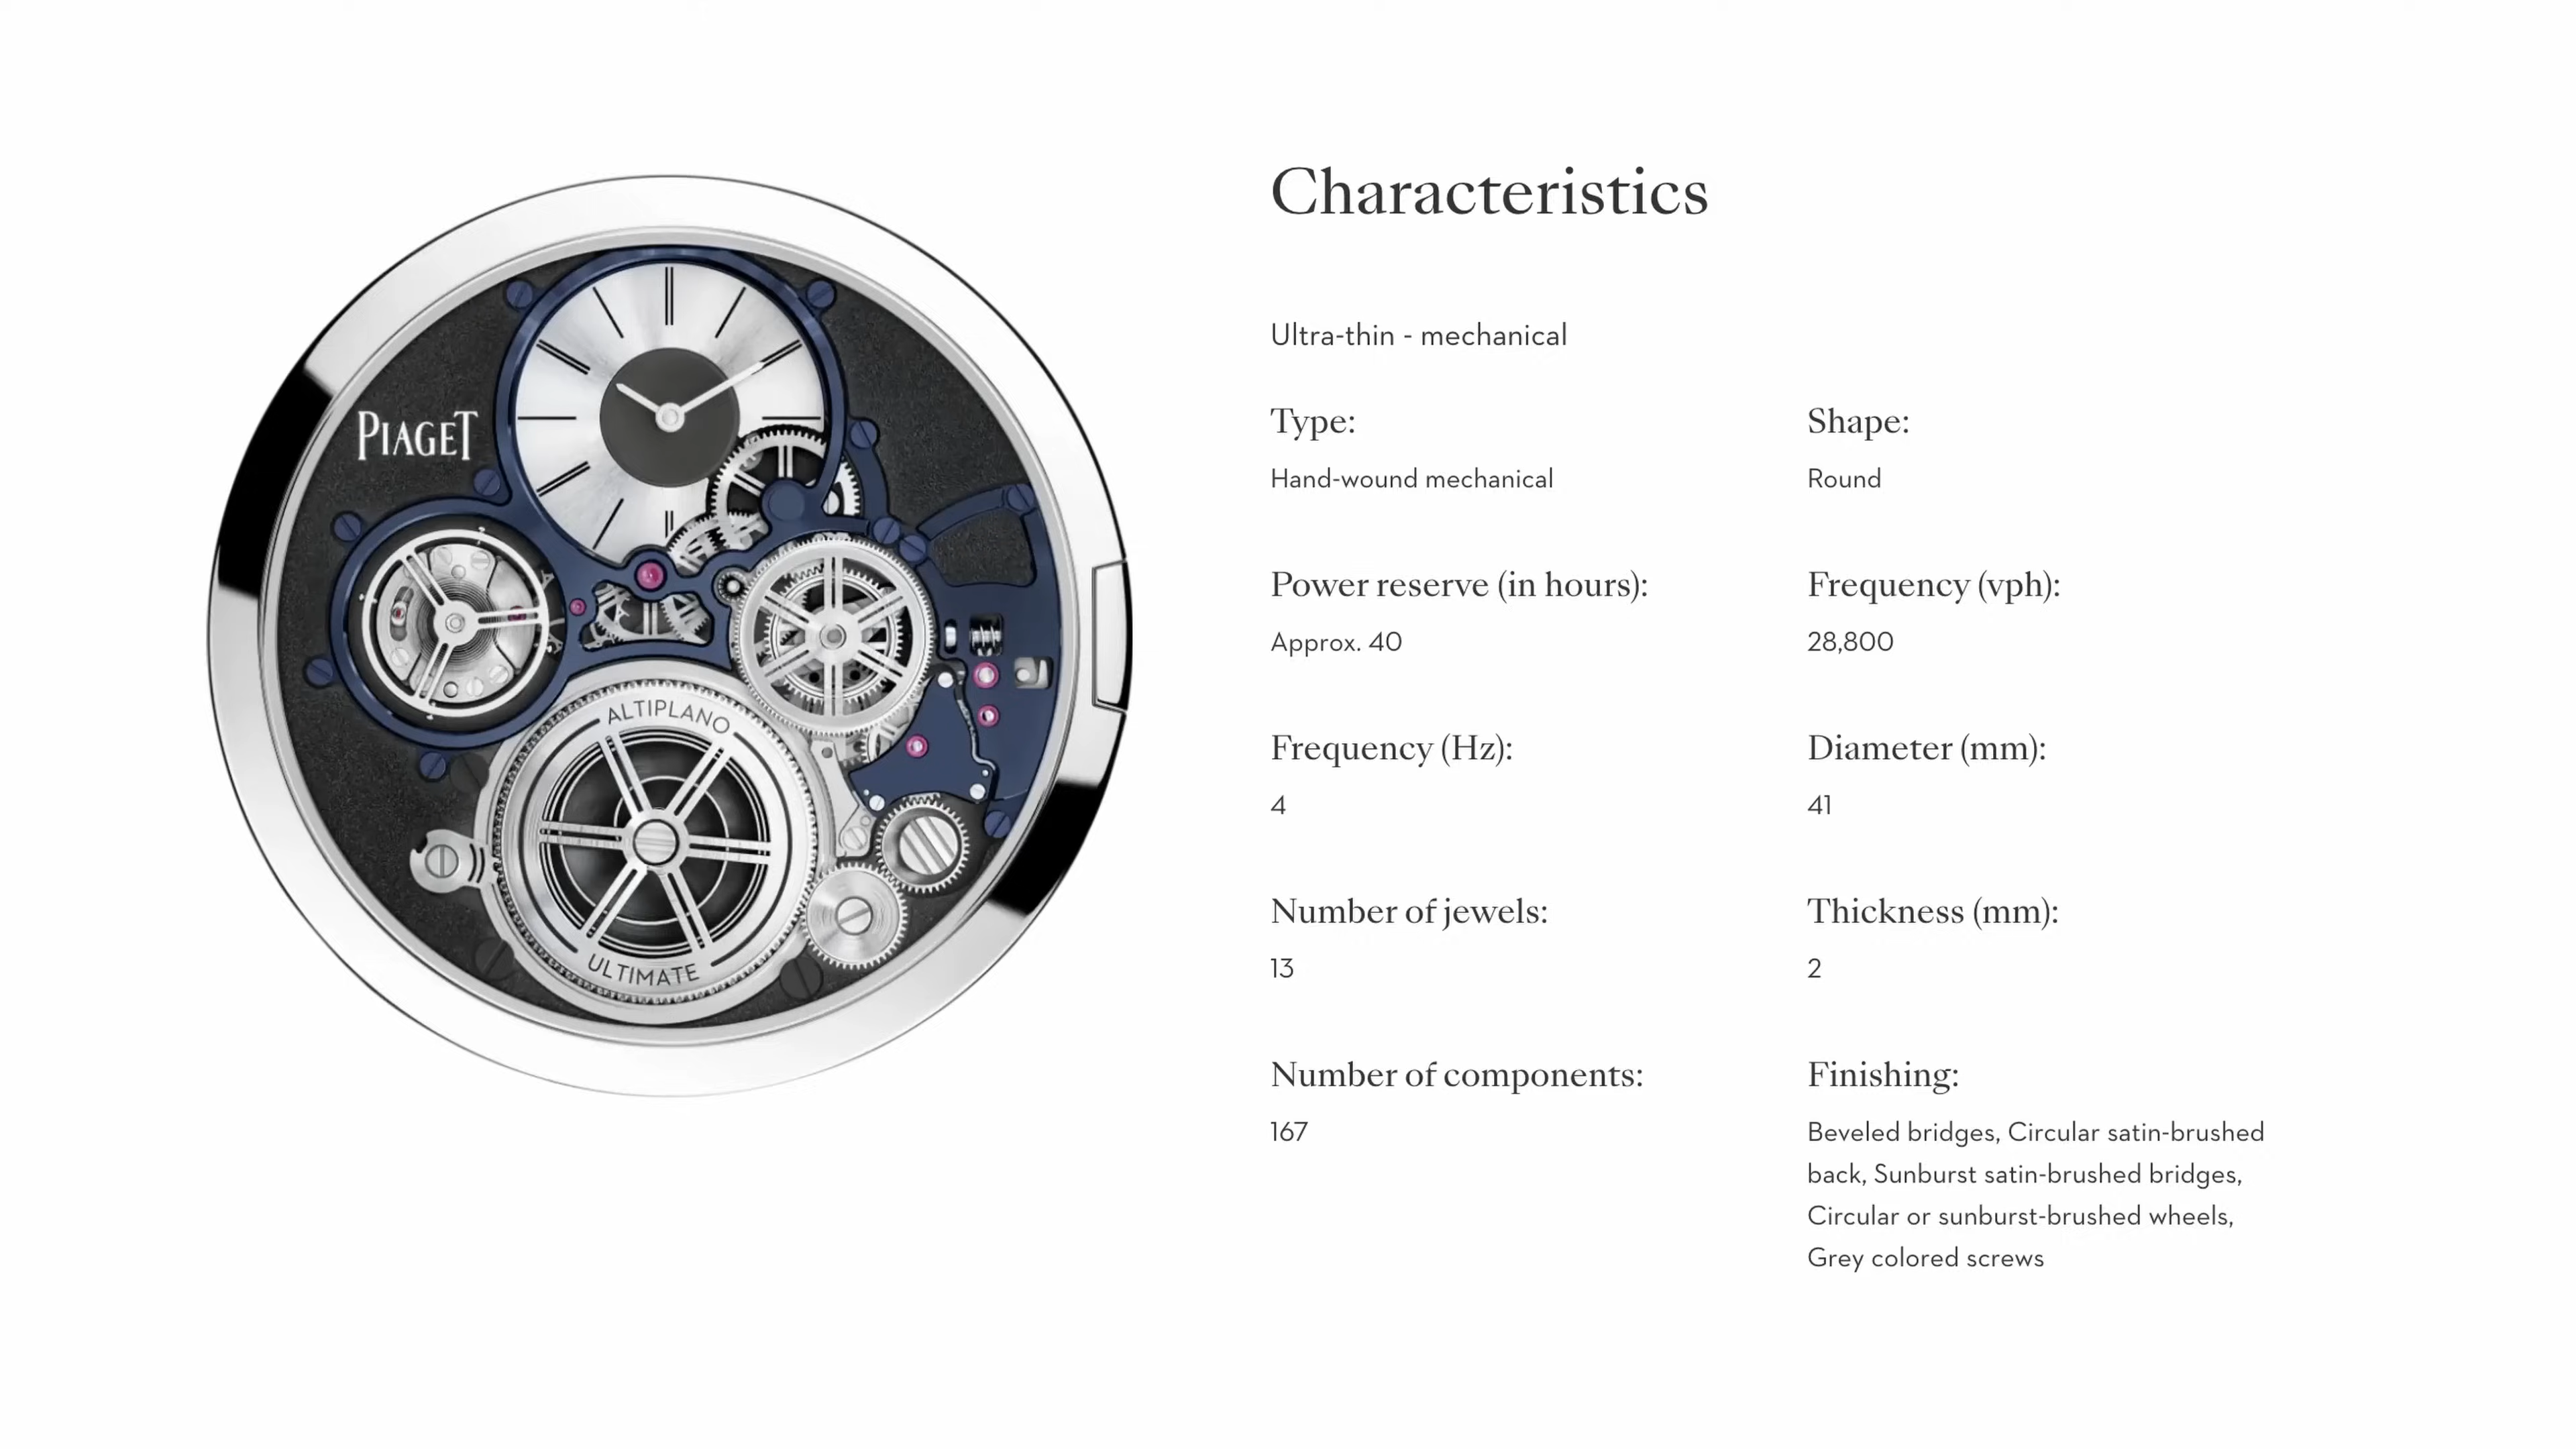 PIAGET
ALTIPLANO
ULTIMATE
Characteristics
Ultra-thin - mechanical
Type:
Hand-wound mechanical
Shape:
Round
Power reserve (in hours):
Approx. 40
Frequency (vph):
28,800
Frequency (Hz):
4
Diameter (mm):
41
Number of jewels:
13
Thickness (mm):
2
Number of components:
167
Finishing:
Beveled bridges, Circular satin-brushed
back, Sunburst satin-brushed bridges,
Circular or sunburst-brushed wheels,
Grey colored screws